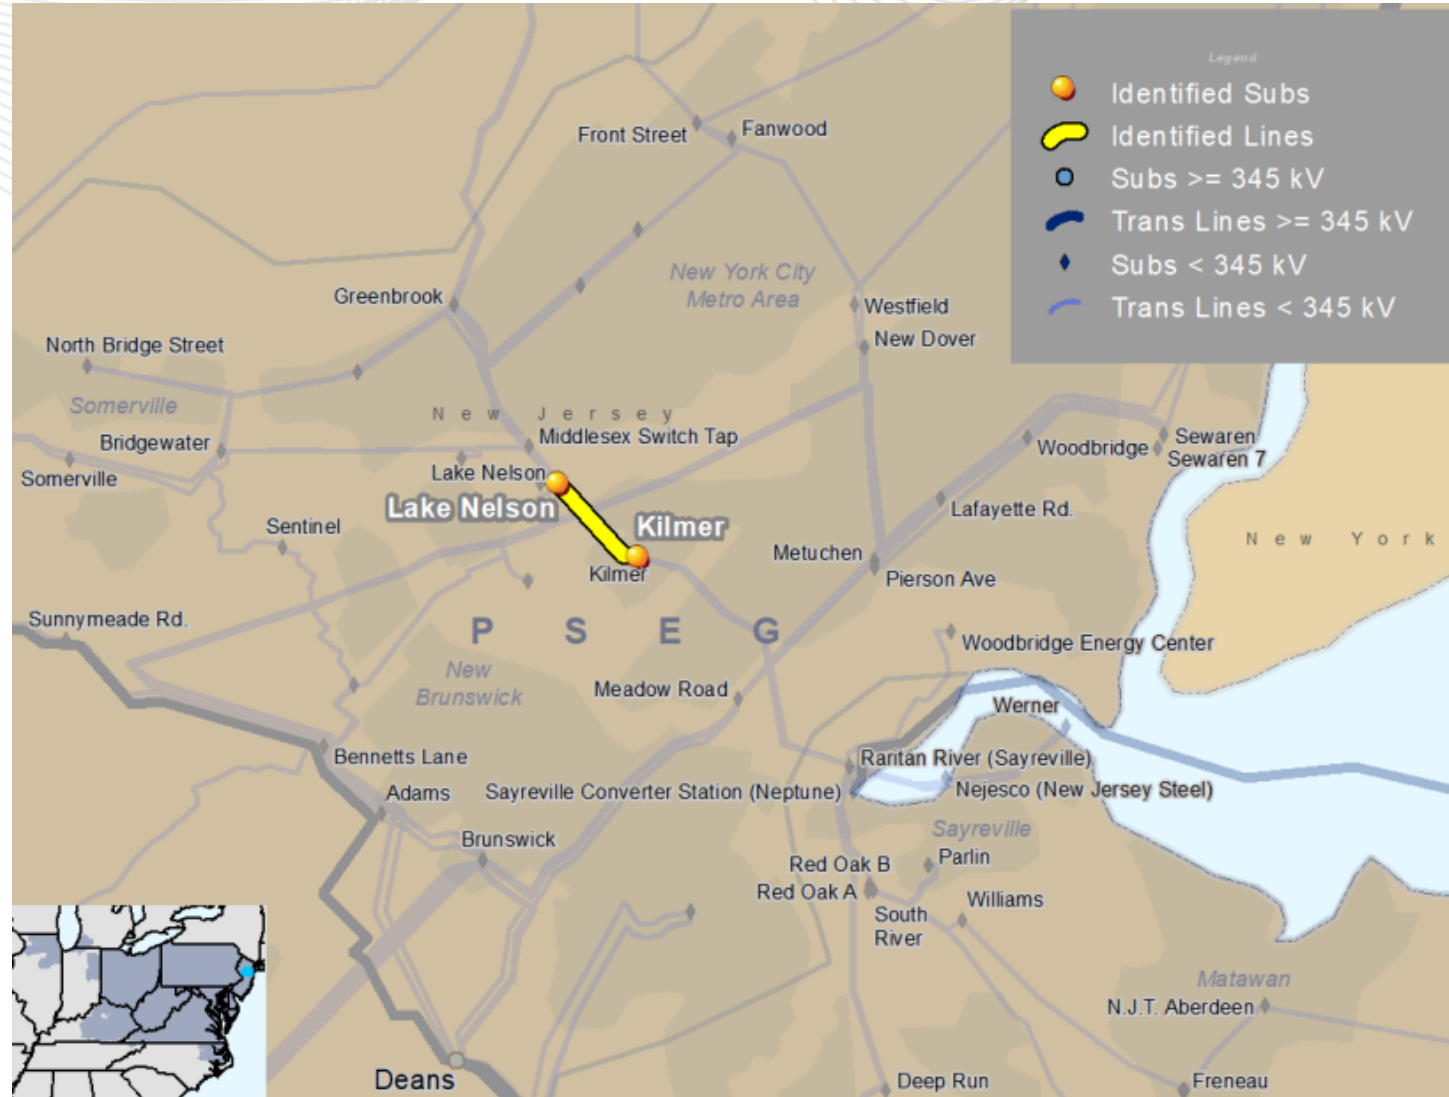 Legend
Identified Subs
Identified Lines
Subs >= 345 kV
Trans Lines >= 345 kV
Subs < 345 kV
Trans Lines < 345 kV
Front Street
Fanwood
New York City
Metro Area
Greenbrook
Westfield
New Dover
North Bridge Street
Somerville
New Jersey
Bridgewater
Middlesex Switch Tap
Woodbridge
Sewaren
Sewaren 7
Somerville
Lake Nelson
Lake Nelson
Kilmer
Lafayette Rd.
Sentinel
New York
Metuchen
Kilmer
Pierson Ave
Sunnymeade Rd.
PSEG
Woodbridge Energy Center
New
Brunswick
Meadow Road
Werner
Bennetts Lane
Raritan River (Sayreville)
Adams
Sayreville Converter Station (Neptune)
Nejesco (New Jersey Steel)
Sayreville
Brunswick
Parlin
Red Oak B
Red Oak A
Williams
South
River
Matawan
N.J.T. Aberdeen
Deans
Deep Run
Freneau